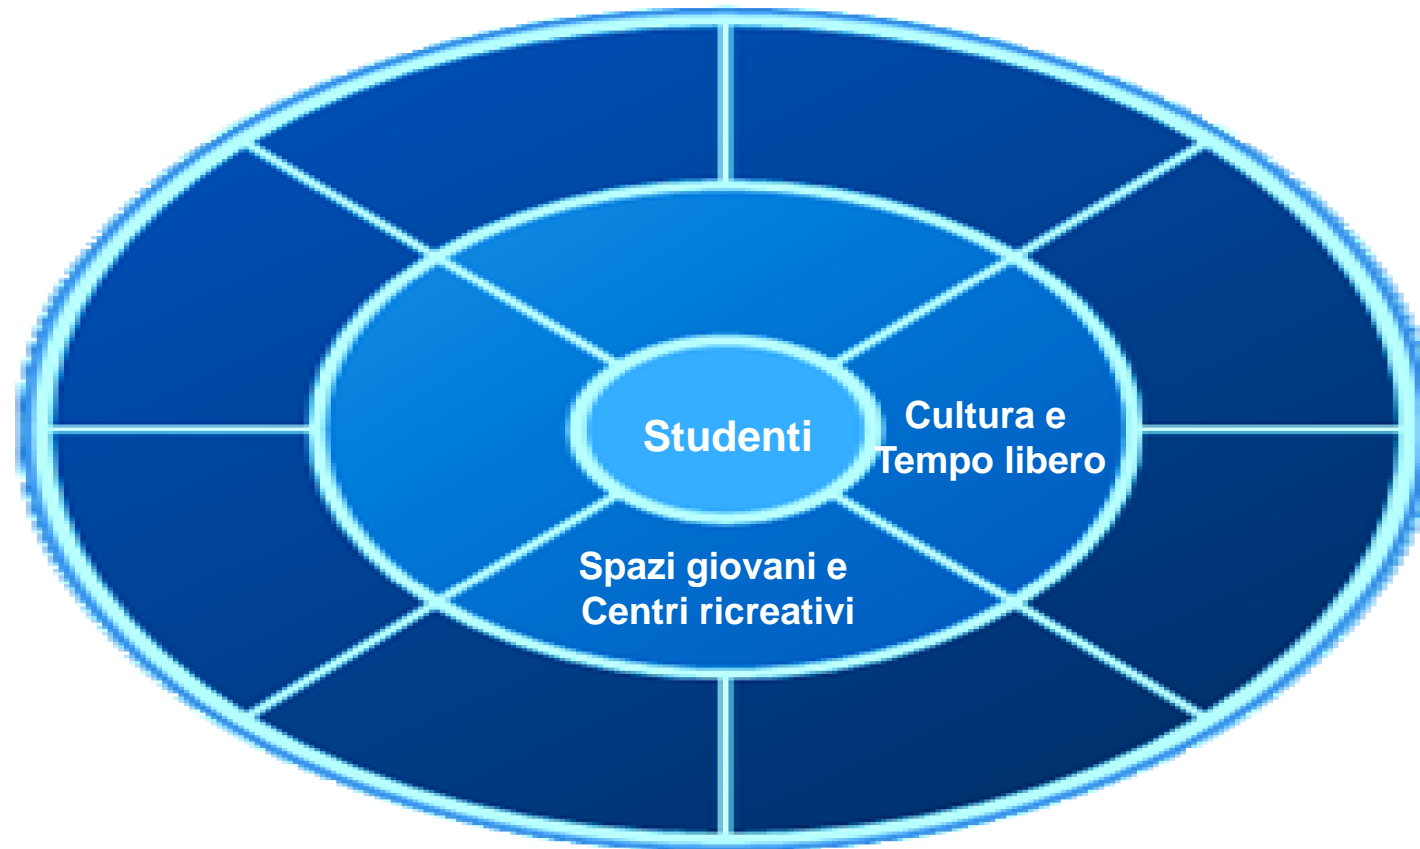 Studenti
Cultura e
Tempo libero
Spazi giovani e
Centri ricreativi